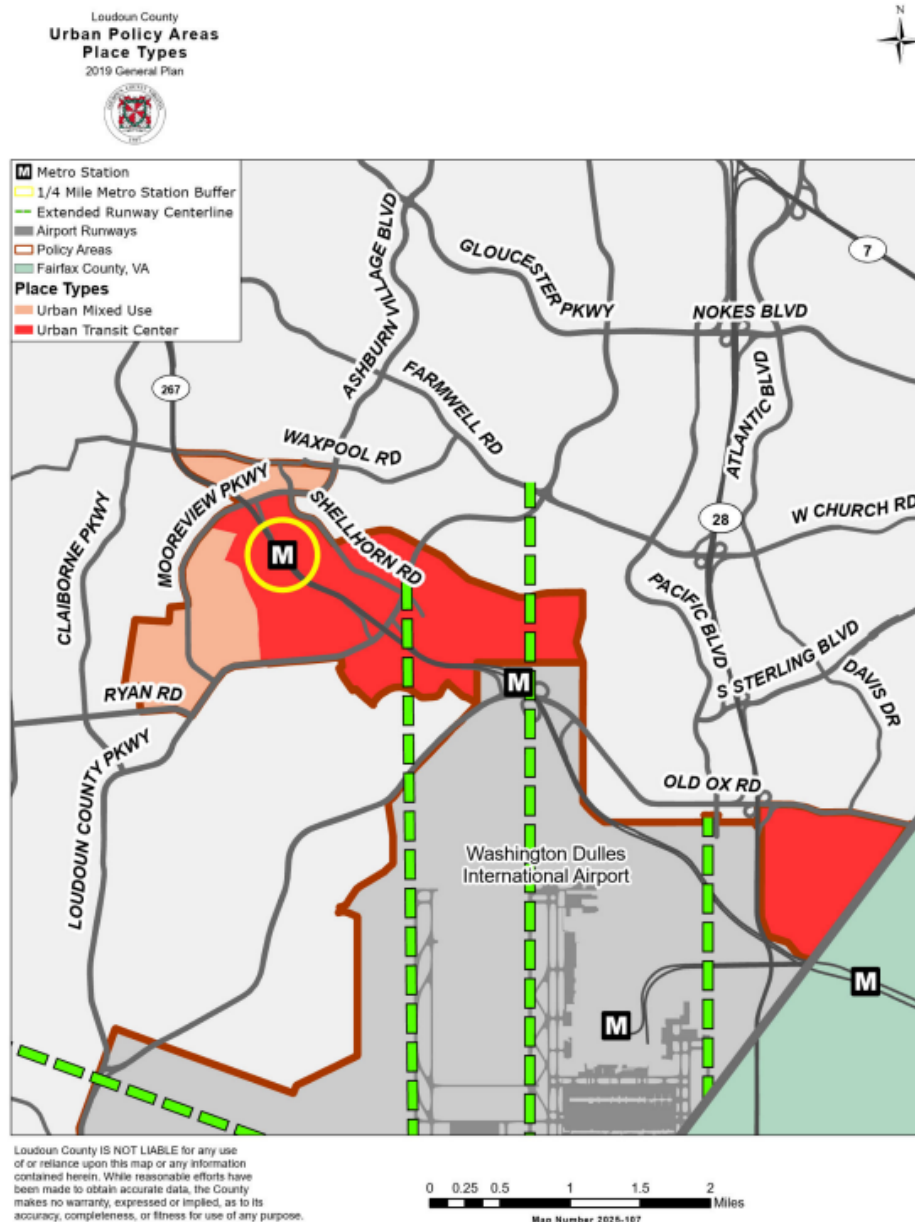 Loudoun County
Urban Policy Areas
Place Types
2019 General Plan
N
M Metro Station
1/4 Mile Metro Station Buffer
Extended Runway Centerline
Airport Runways
Policy Areas
Fairfax County, VA
Place Types
Urban Mixed Use
Urban Transit Center
ASHBURN VILLAGE BLVD
GLOUCESTER PKWY
7
NOKES BLVD
267
FARMWELL RD
ATLANTIC BLVD
WAXPOOL RD
CLAIBORNE PKWY
MOOREVIEW PKWY
SHELLHORN RD
28
W CHURCH RD
M
PACIFIC BLVD
S STERLING BLVD
DAVIS DR
RYAN RD
M
LOUDOUN COUNTY PKWY
OLD OX RD
Washington Dulles
International Airport
M
M
Loudoun County IS NOT LIABLE for any use
of or reliance upon this map or any information
contained herein. While reasonable efforts have
been made to obtain accurate data, the County
makes no warranty, expressed or implied, as to its
accuracy, completeness, or fitness for use of any purpose.
0 0.25 0.5 1 1.5 2
Miles
Map Number 2025-107